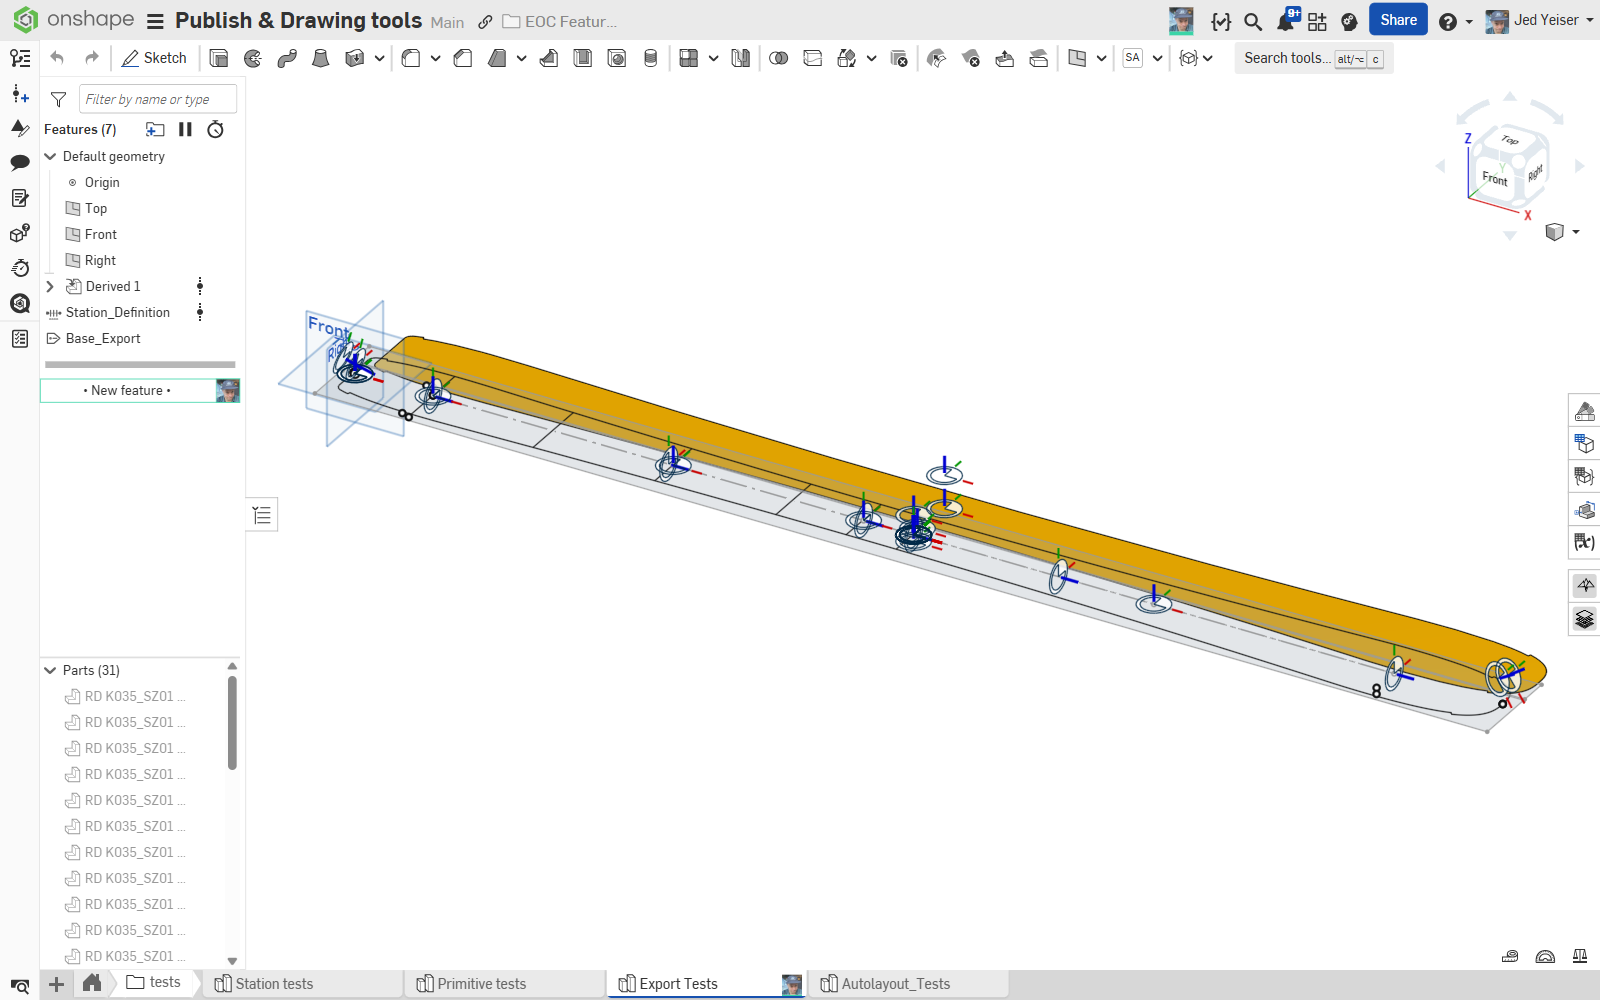 onshape
Publish & Drawing tools Main EOC Featur...
9+
Share
Jed Yeiser
Sketch
SA
Search tools... alt/⌥ c
Filter by name or type
Features (7)
Default geometry
Origin
Top
Front
Right
Derived 1
Station_Definition
Base_Export
• New feature •
Parts (31)
RD K035_SZ01 ...
RD K035_SZ01 ...
RD K035_SZ01 ...
RD K035_SZ01 ...
RD K035_SZ01 ...
RD K035_SZ01 ...
RD K035_SZ01 ...
RD K035_SZ01 ...
RD K035_SZ01 ...
RD K035_SZ01 ...
RD K035_SZ01 ...
Front
Z
Top
Y
Front
Right
X
(x)
tests
Station tests
Primitive tests
Export Tests
Autolayout_Tests